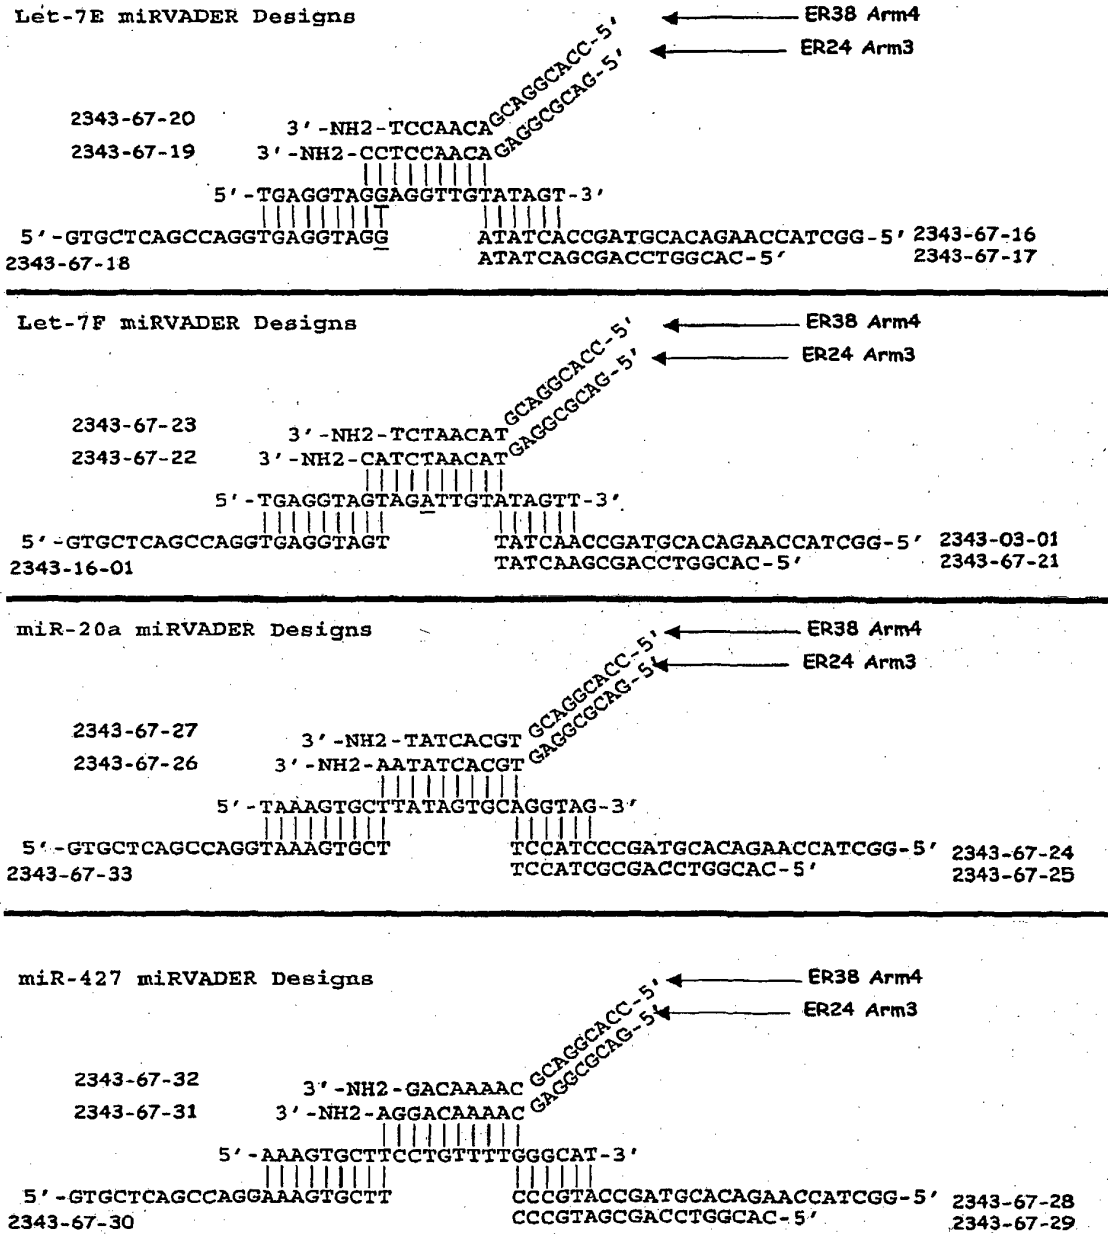 Let-7E miRVADER Designs
ER38 Arm4
ER24 Arm3
GCAGGCACC-5'
GAGGCGCAG-5'
2343-67-20 3'-NH2-TCCAACA
2343-67-19 3'-NH2-CCTCCAACA
5'-TGAGGTAGGAGGTTGTATAGT-3'
5'-GTGCTCAGCCAGGTGAGGTAGG ATATCACCGATGCACAGAACCATCGG-5' 2343-67-16
2343-67-18 ATATCAGCGACCTGGCAC-5' 2343-67-17
Let-7F miRVADER Designs
ER38 Arm4
ER24 Arm3
GCAGGCACC-5'
GAGGCGCAG-5'
2343-67-23 3'-NH2-TCTAACAT
2343-67-22 3'-NH2-CATCTAACAT
5'-TGAGGTAGTAGATTGTATAGTT-3'
5'-GTGCTCAGCCAGGTGAGGTAGT TATCAACCGATGCACAGAACCATCGG-5' 2343-03-01
2343-16-01 TATCAAGCGACCTGGCAC-5' 2343-67-21
miR-20a miRVADER Designs
ER38 Arm4
ER24 Arm3
GCAGGCACC-5'
GAGGCGCAG-5'
2343-67-27 3'-NH2-TATCACGT
2343-67-26 3'-NH2-AATATCACGT
5'-TAAAGTGCTTATAGTGCAGGTAG-3'
5'-GTGCTCAGCCAGGTAAAGTGCT TCCATCCCGATGCACAGAACCATCGG-5' 2343-67-24
2343-67-33 TCCATCGCGACCTGGCAC-5' 2343-67-25
miR-427 miRVADER Designs
ER38 Arm4
ER24 Arm3
GCAGGCACC-5'
GAGGCGCAG-5'
2343-67-32 3'-NH2-GACAAAAC
2343-67-31 3'-NH2-AGGACAAAAC
5'-AAAGTGCTTCCTGTTTTGGGCAT-3'
5'-GTGCTCAGCCAGGAAAGTGCTT CCCGTACCGATGCACAGAACCATCGG-5' 2343-67-28
2343-67-30 CCCGTAGCGACCTGGCAC-5' 2343-67-29